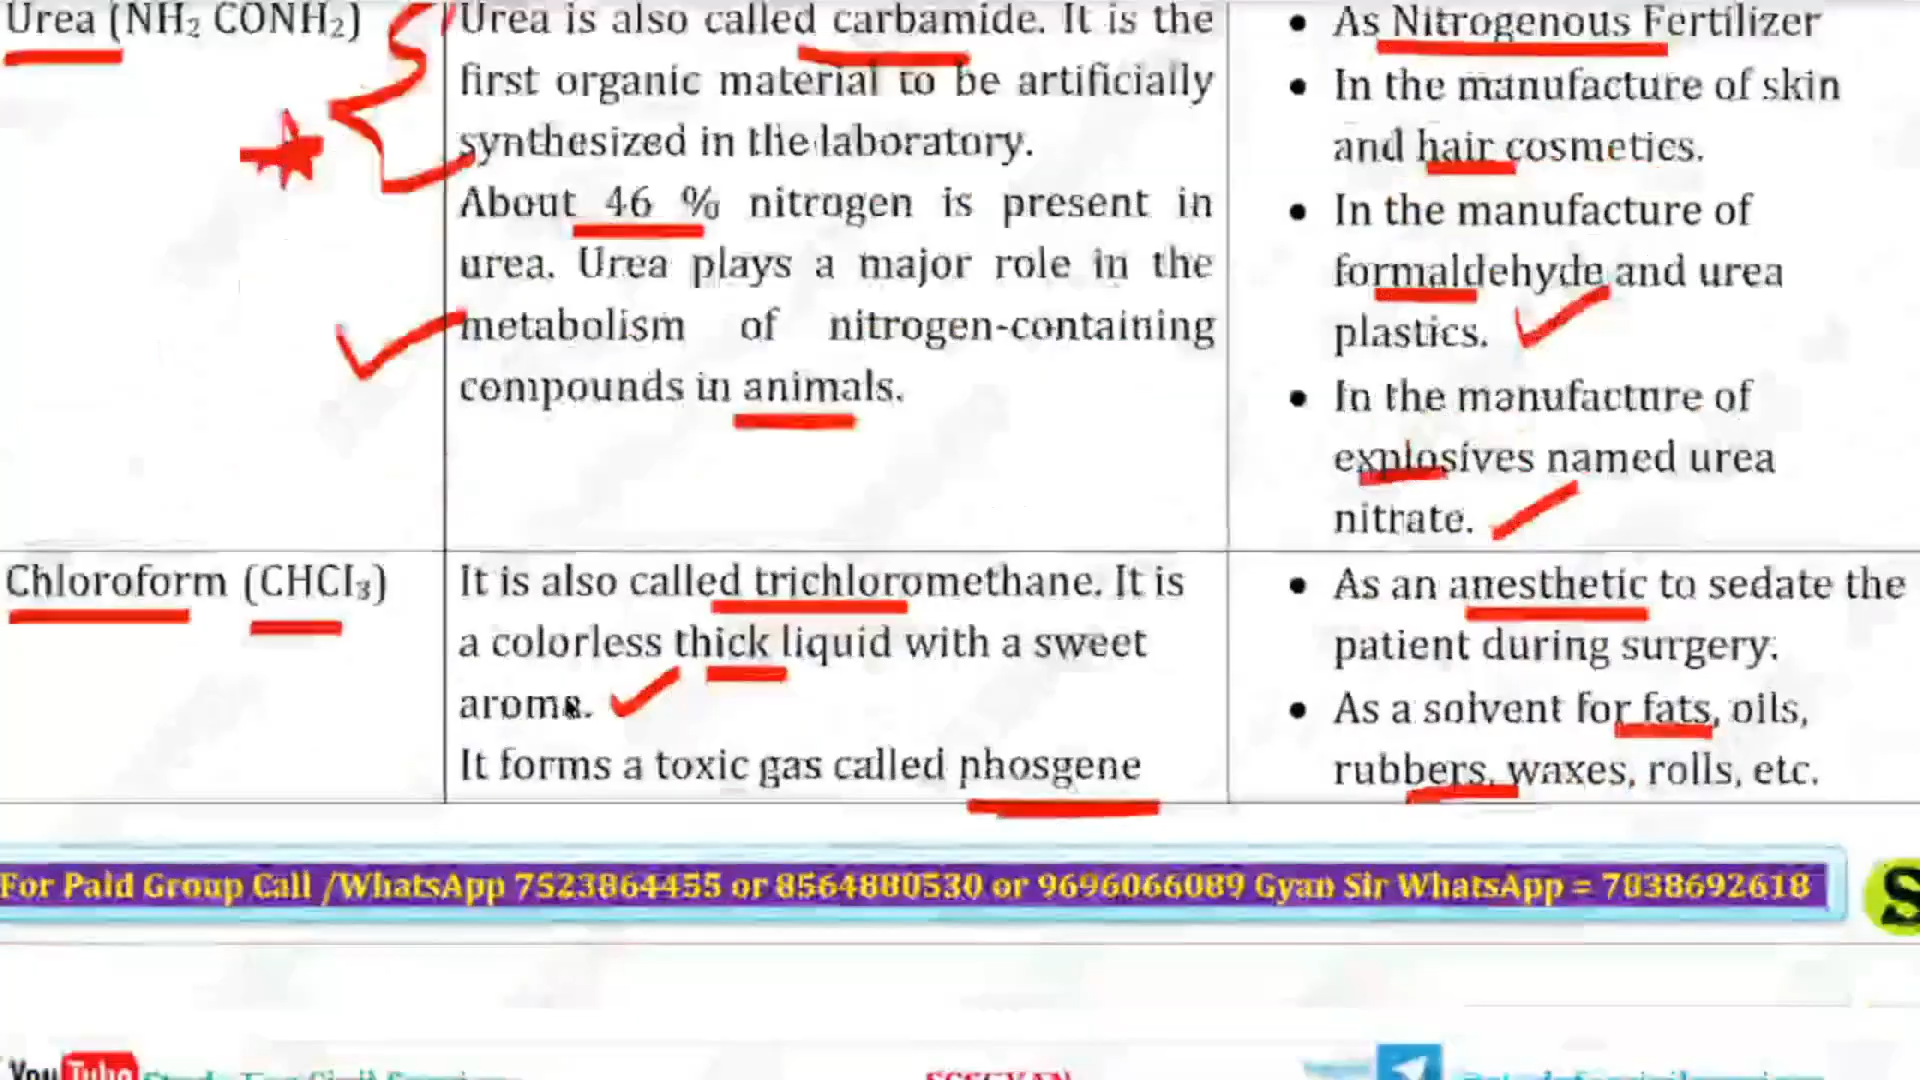 Urea (NH₂ CONH₂)
Urea is also called carbamide. It is the
first organic material to be artificially
synthesized in the laboratory.
About 46 % nitrogen is present in
urea. Urea plays a major role in the
metabolism of nitrogen-containing
compounds in animals.
• As Nitrogenous Fertilizer
• In the manufacture of skin
and hair cosmetics.
• In the manufacture of
formaldehyde and urea
plastics.
• In the manufacture of
explosives named urea
nitrate.
Chloroform (CHCl₃)
It is also called trichloromethane. It is
a colorless thick liquid with a sweet
aroma.
It forms a toxic gas called phosgene
• As an anesthetic to sedate the
patient during surgery.
• As a solvent for fats, oils,
rubbers, waxes, rolls, etc.
For Paid Group Call /WhatsApp 7523864455 or 8564880530 or 9696066089 Gyan Sir WhatsApp = 7838692618
S
YouTube